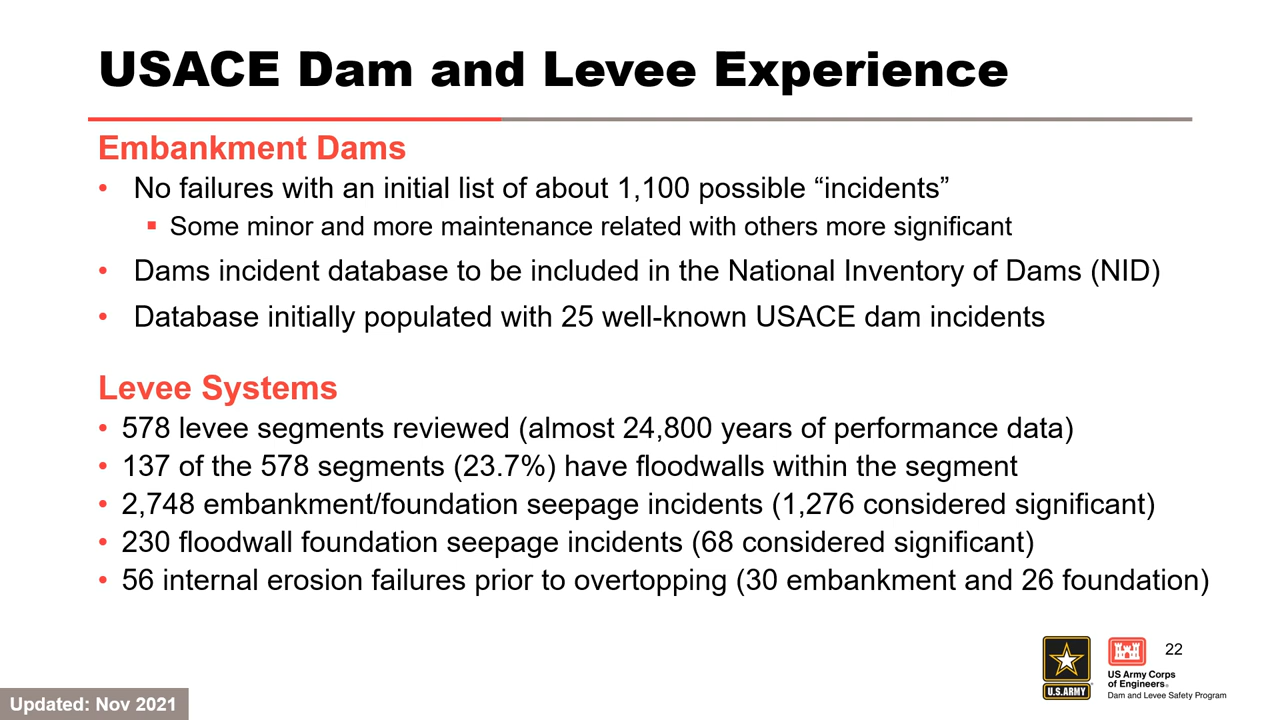 USACE Dam and Levee Experience
Embankment Dams
• No failures with an initial list of about 1,100 possible “incidents”
▪ Some minor and more maintenance related with others more significant
• Dams incident database to be included in the National Inventory of Dams (NID)
• Database initially populated with 25 well-known USACE dam incidents
Levee Systems
• 578 levee segments reviewed (almost 24,800 years of performance data)
• 137 of the 578 segments (23.7%) have floodwalls within the segment
• 2,748 embankment/foundation seepage incidents (1,276 considered significant)
• 230 floodwall foundation seepage incidents (68 considered significant)
• 56 internal erosion failures prior to overtopping (30 embankment and 26 foundation)
22
U.S.ARMY
US Army Corps
of Engineers®
Dam and Levee Safety Program
Updated: Nov 2021